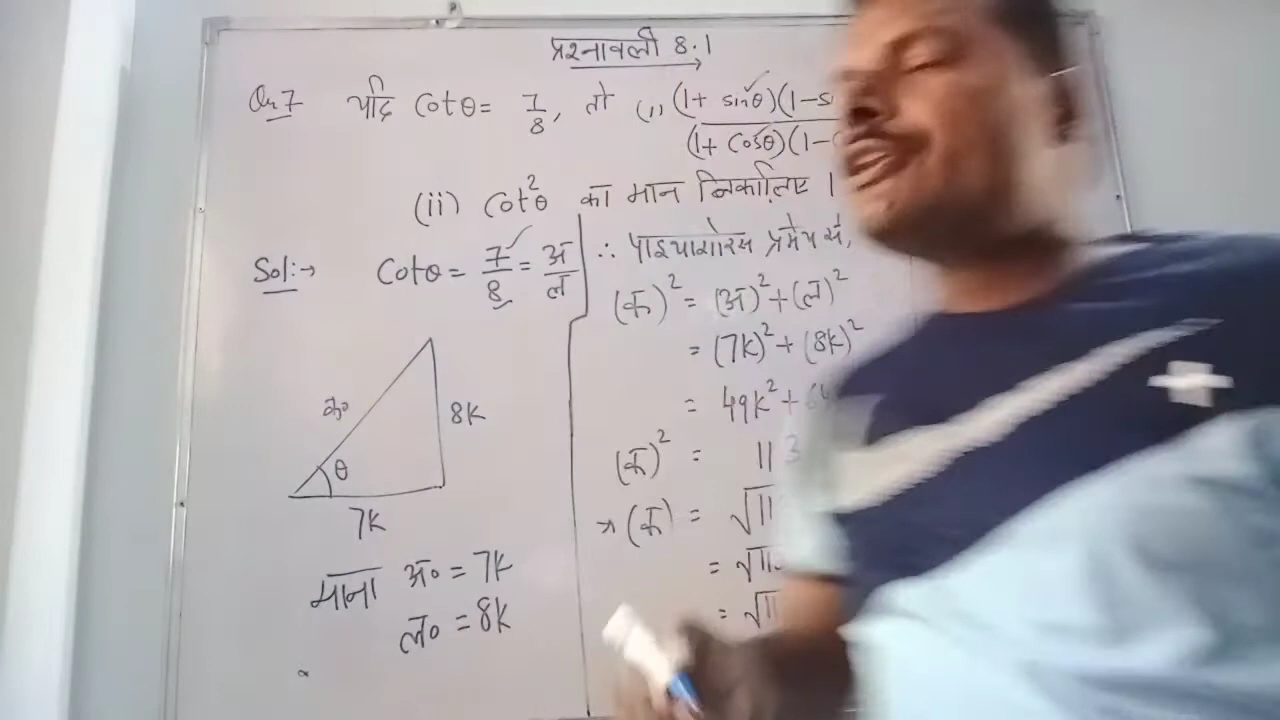 प्रश्नावली 8.1
Qn 7 यदि Cotθ = 7/8, तो (i) (1+ sinθ)(1-s
(1+ Cosθ)(1-
(ii) Cot²θ का मान निकालिए ।
Sol:→ Cotθ = 7/8 = अ/ल
∴ पाइथागोरस प्रमेय से,
(क)² = (अ)² + (ल)²
= (7k)² + (8k)²
= 49k² + 64
(क)² = 113
(क) = √11
= √11
= √11
क०
8k
θ
7k
माना अ० = 7k
ल० = 8k